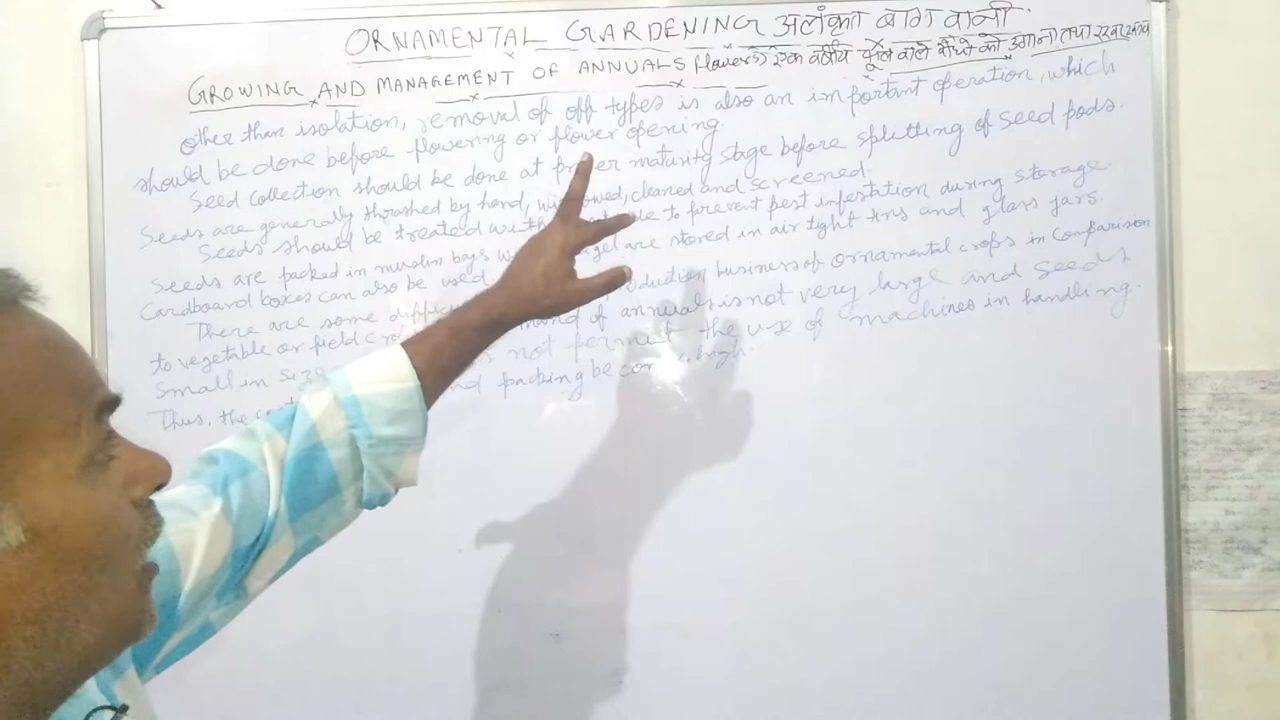 ORNAMENTAL GARDENING अलंकृत बागवानी
GROWING AND MANAGEMENT OF ANNUALS (flowers) एक वर्षीय फूल वाले पौधो को उगाना तथा रखरखाव
other than isolation, removal of off types is also an important operation, which
should be done before flowering or flower opening.
Seed collection should be done at proper maturity stage before splitting of seed pods.
Seeds are generally thrashed by hand, winnowed, cleaned and screened.
Seeds should be treated with to prevent pest infestation during storage.
Seeds are packed in muslin bags are stored in air tight tins and glass jars.
Cardboard boxes can also be used
There are some production business of ornamental crops in comparision
to vegetable or field of annuals is not very large and seeds
small in size not permit the use of machines in handling.
Thus, the and packing high.